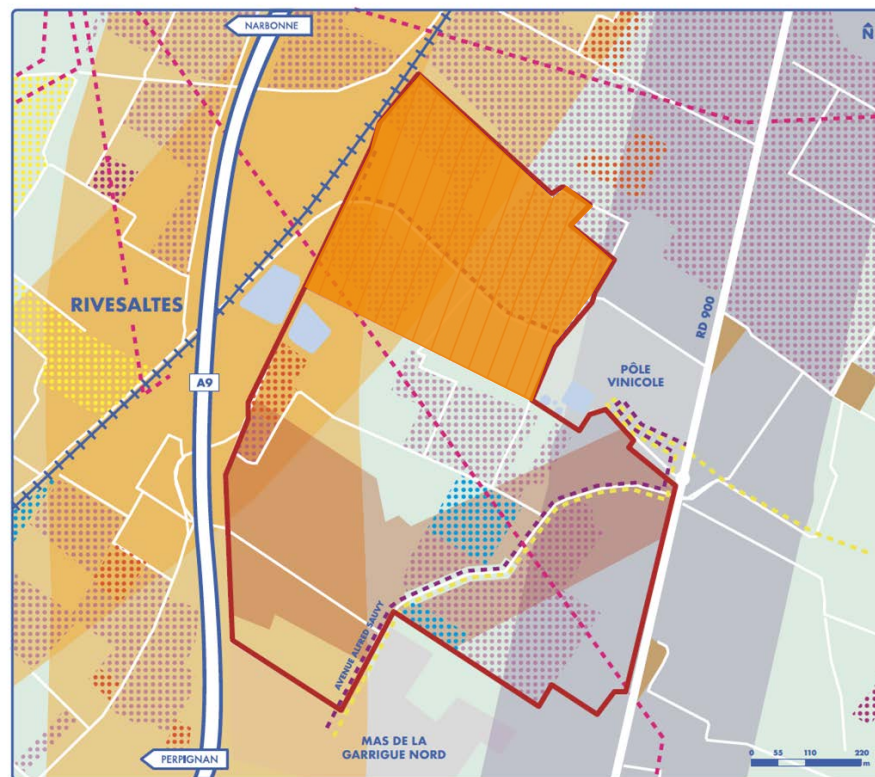 NARBONNE
N
RIVESALTES
RD 900
A9
PÔLE
VINICOLE
AVENUE ALFRED SAUVY
MAS DE LA
GARRIGUE NORD
PERPIGNAN
0 55 110 220
m